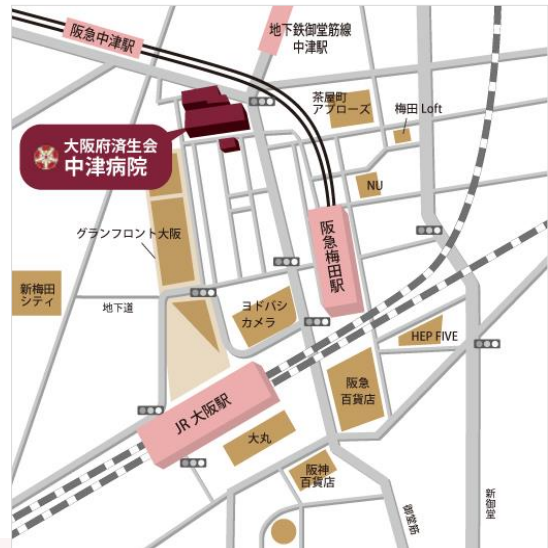 阪急中津駅
地下鉄御堂筋線
中津駅
大阪府済生会
中津病院
茶屋町
アプローズ
梅田 Loft
NU
グランフロント大阪
阪急梅田駅
新梅田
シティ
地下道
ヨドバシ
カメラ
HEP FIVE
JR 大阪駅
阪急
百貨店
大丸
阪神
百貨店
御堂筋
新御堂